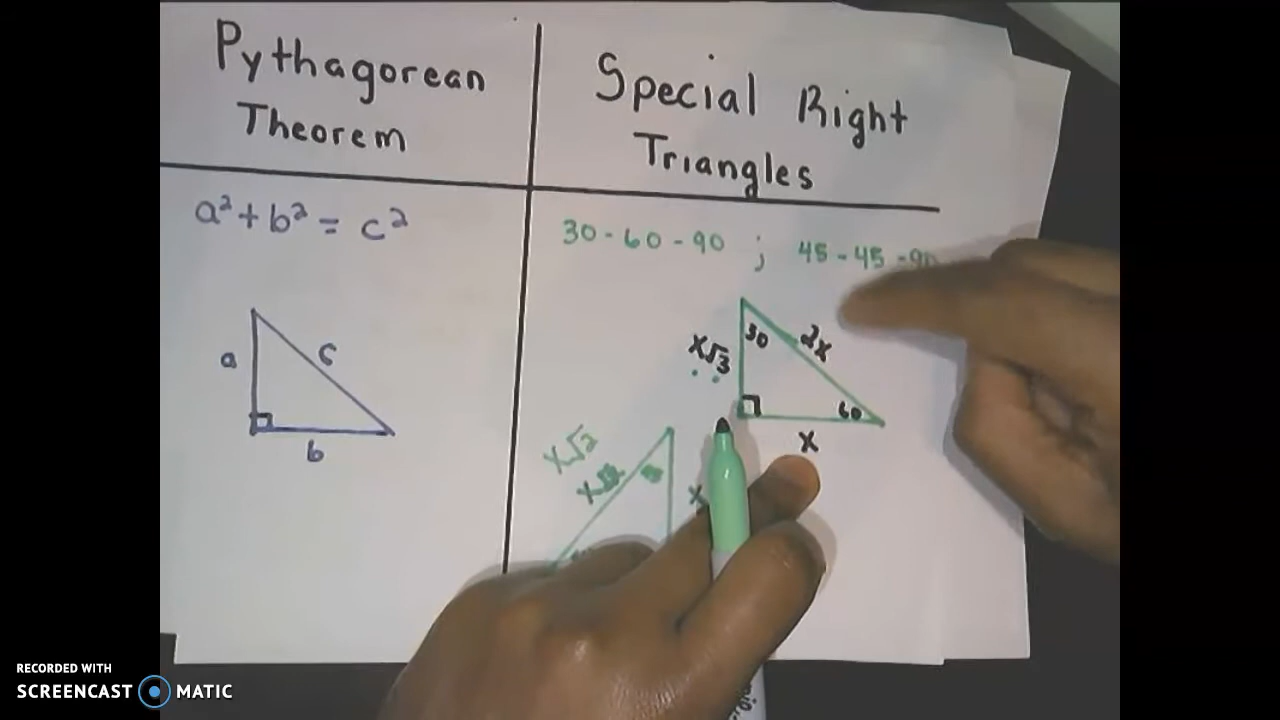 Pythagorean
Theorem
a² + b² = c²
a
c
b
Special Right
Triangles
30 - 60 - 90 ; 45 - 45 - 90
30
2x
x√3
60
x
x√2
x
RECORDED WITH
SCREENCAST MATIC